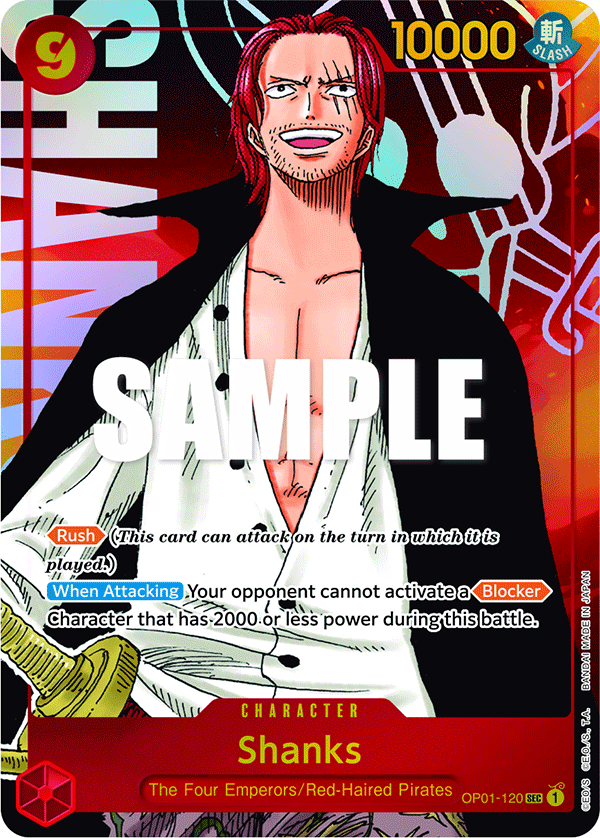 9
10000
斬
SLASH
SHANKS
SAMPLE
Rush (This card can attack on the turn in which it is
played.)
When Attacking Your opponent cannot activate a Blocker
Character that has 2000 or less power during this battle.
CHARACTER
Shanks
The Four Emperors/Red-Haired Pirates
OP01-120 SEC 1
©E.O/S ©E.O./S.,T.A. BANDAI MADE IN JAPAN